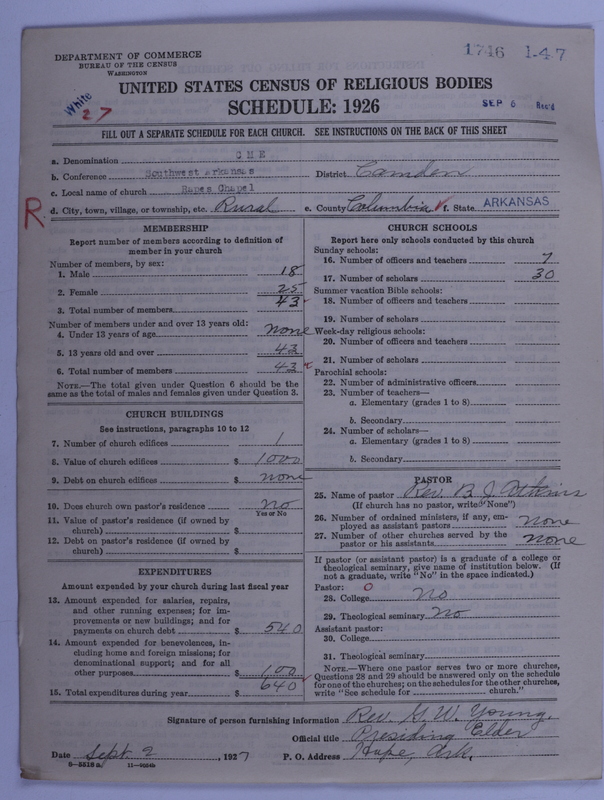 1746 1-47
DEPARTMENT OF COMMERCE
BUREAU OF THE CENSUS
WASHINGTON
White
27
UNITED STATES CENSUS OF RELIGIOUS BODIES
SCHEDULE: 1926
SEP 6 Rec'd
FILL OUT A SEPARATE SCHEDULE FOR EACH CHURCH. SEE INSTRUCTIONS ON THE BACK OF THIS SHEET
R.
a. Denomination C M E
b. Conference Southwest Arkansas District Camden
c. Local name of church Hapes Chapel
d. City, town, village, or township, etc. Rural e. County Columbia f. State ARKANSAS
MEMBERSHIP
Report number of members according to definition of
member in your church
Number of members, by sex:
1. Male 18
2. Female 25
3. Total number of members 43
Number of members under and over 13 years old:
4. Under 13 years of age none
5. 13 years old and over 43
6. Total number of members 43
NOTE.—The total given under Question 6 should be the
same as the total of males and females given under Question 3.
CHURCH BUILDINGS
See instructions, paragraphs 10 to 12
7. Number of church edifices 1
8. Value of church edifices $ 1000
9. Debt on church edifices $ none
10. Does church own pastor's residence no
Yes or No
11. Value of pastor's residence (if owned by
church) $
12. Debt on pastor's residence (if owned by
church) $
EXPENDITURES
Amount expended by your church during last fiscal year
13. Amount expended for salaries, repairs,
and other running expenses; for im-
provements or new buildings; and for
payments on church debt $ 540
14. Amount expended for benevolences, in-
cluding home and foreign missions; for
denominational support; and for all
other purposes $ 100
15. Total expenditures during year $ 640
CHURCH SCHOOLS
Report here only schools conducted by this church
Sunday schools:
16. Number of officers and teachers 7
17. Number of scholars 30
Summer vacation Bible schools:
18. Number of officers and teachers
19. Number of scholars
Week-day religious schools:
20. Number of officers and teachers
21. Number of scholars
Parochial schools:
22. Number of administrative officers
23. Number of teachers—
a. Elementary (grades 1 to 8)
b. Secondary
24. Number of scholars—
a. Elementary (grades 1 to 8)
b. Secondary
PASTOR
25. Name of pastor Rev. B. J. Atkins
(If church has no pastor, write "None")
26. Number of ordained ministers, if any, em-
ployed as assistant pastors none
27. Number of other churches served by the
pastor or his assistants none
If pastor (or assistant pastor) is a graduate of a college or
theological seminary, give name of institution below. (If
not a graduate, write "No" in the space indicated.)
Pastor: O
28. College No
29. Theological seminary No
Assistant pastor:
30. College
31. Theological seminary
NOTE.—Where one pastor serves two or more churches,
Questions 28 and 29 should be answered only on the schedule
for one of the churches; on the schedules for the other churches,
write "See schedule for church."
Signature of person furnishing information Rev. G. W. Young.
Official title Presiding Elder
Date Sept. 2, 1927 P. O. Address Hope, Ark.